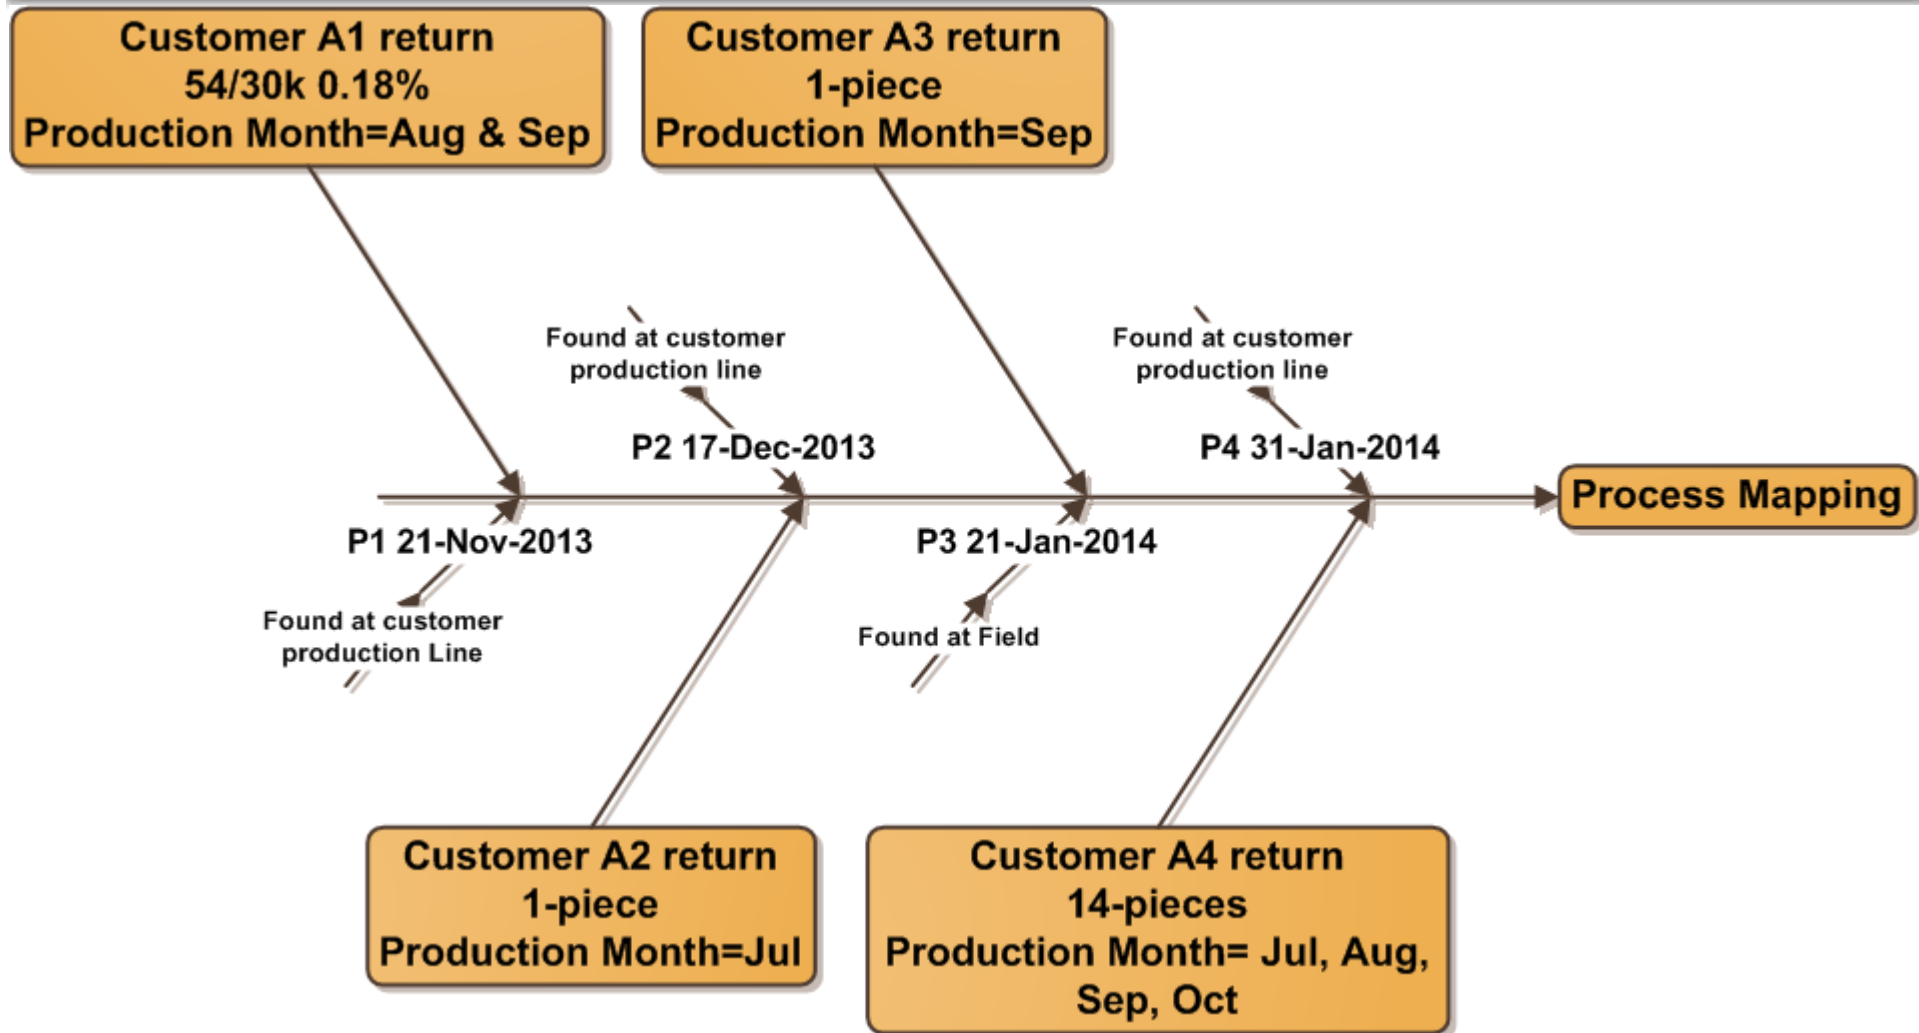 Customer A1 return
54/30k 0.18%
Production Month=Aug & Sep
Customer A3 return
1-piece
Production Month=Sep
Found at customer
production line
Found at customer
production line
P2 17-Dec-2013
P4 31-Jan-2014
Process Mapping
P1 21-Nov-2013
P3 21-Jan-2014
Found at customer
production Line
Found at Field
Customer A2 return
1-piece
Production Month=Jul
Customer A4 return
14-pieces
Production Month= Jul, Aug,
Sep, Oct